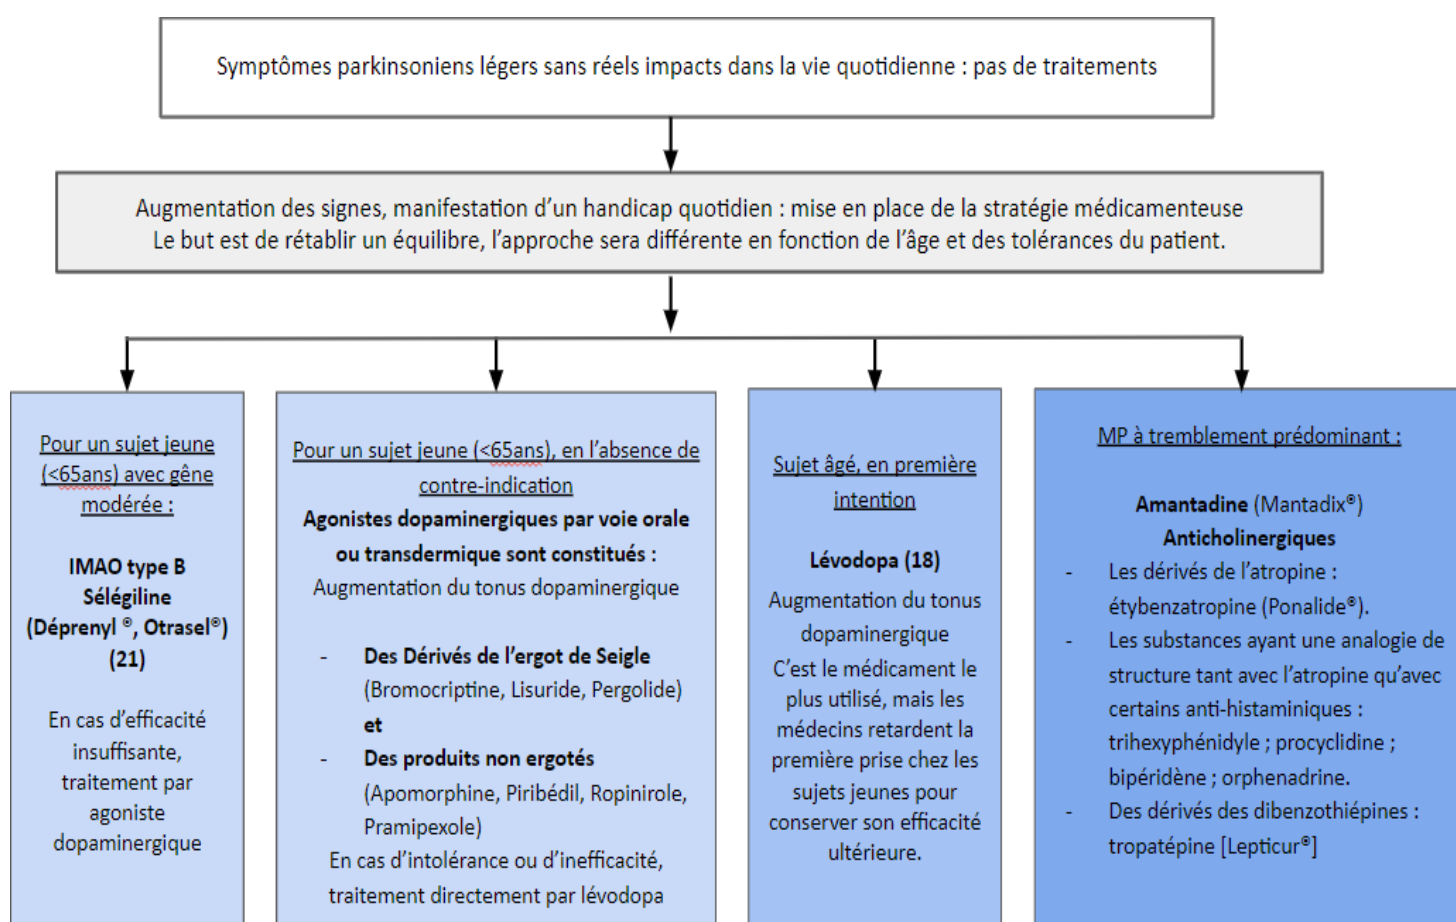 Symptômes parkinsoniens légers sans réels impacts dans la vie quotidienne : pas de traitements
Augmentation des signes, manifestation d’un handicap quotidien : mise en place de la stratégie médicamenteuse
Le but est de rétablir un équilibre, l’approche sera différente en fonction de l’âge et des tolérances du patient.
Pour un sujet jeune
(<65ans) avec gêne
modérée :
IMAO type B
Sélégiline
(Déprenyl ®, Otrasel®)
(21)
En cas d’efficacité
insuffisante,
traitement par
agoniste
dopaminergique
Pour un sujet jeune (<65ans), en l’absence de
contre-indication
Agonistes dopaminergiques par voie orale
ou transdermique sont constitués :
Augmentation du tonus dopaminergique
- Des Dérivés de l’ergot de Seigle
(Bromocriptine, Lisuride, Pergolide)
et
- Des produits non ergotés
(Apomorphine, Piribédil, Ropinirole,
Pramipexole)
En cas d’intolérance ou d’inefficacité,
traitement directement par lévodopa
Sujet âgé, en première
intention
Lévodopa (18)
Augmentation du tonus
dopaminergique
C’est le médicament le
plus utilisé, mais les
médecins retardent la
première prise chez les
sujets jeunes pour
conserver son efficacité
ultérieure.
MP à tremblement prédominant :
Amantadine (Mantadix®)
Anticholinergiques
- Les dérivés de l’atropine :
étybenzatropine (Ponalide®).
- Les substances ayant une analogie de
structure tant avec l’atropine qu’avec
certains anti-histaminiques :
trihexyphénidyle ; procyclidine ;
bipéridène ; orphenadrine.
- Des dérivés des dibenzothiépines :
tropatépine [Lepticur®]